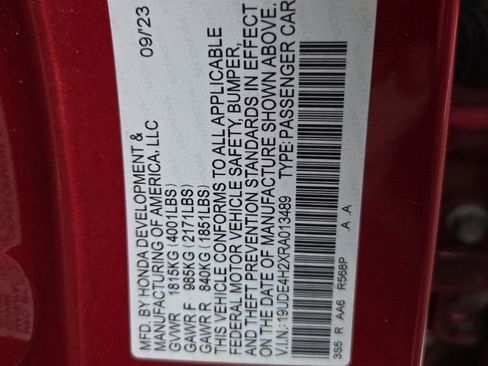 MFD. BY HONDA DEVELOPMENT & 09/'23
MANUFACTURING OF AMERICA, LLC
GVWR 1815KG (4001LBS)
GAWR F 985KG (2171LBS)
GAWR R 840KG (1851LBS)
THIS VEHICLE CONFORMS TO ALL APPLICABLE
FEDERAL MOTOR VEHICLE SAFETY, BUMPER,
AND THEFT PREVENTION STANDARDS IN EFFECT
ON THE DATE OF MANUFACTURE SHOWN ABOVE.
V.I.N.:19UDE4H2XRA013489 TYPE:PASSENGER CAR
3S5 R AA6 R568P A A